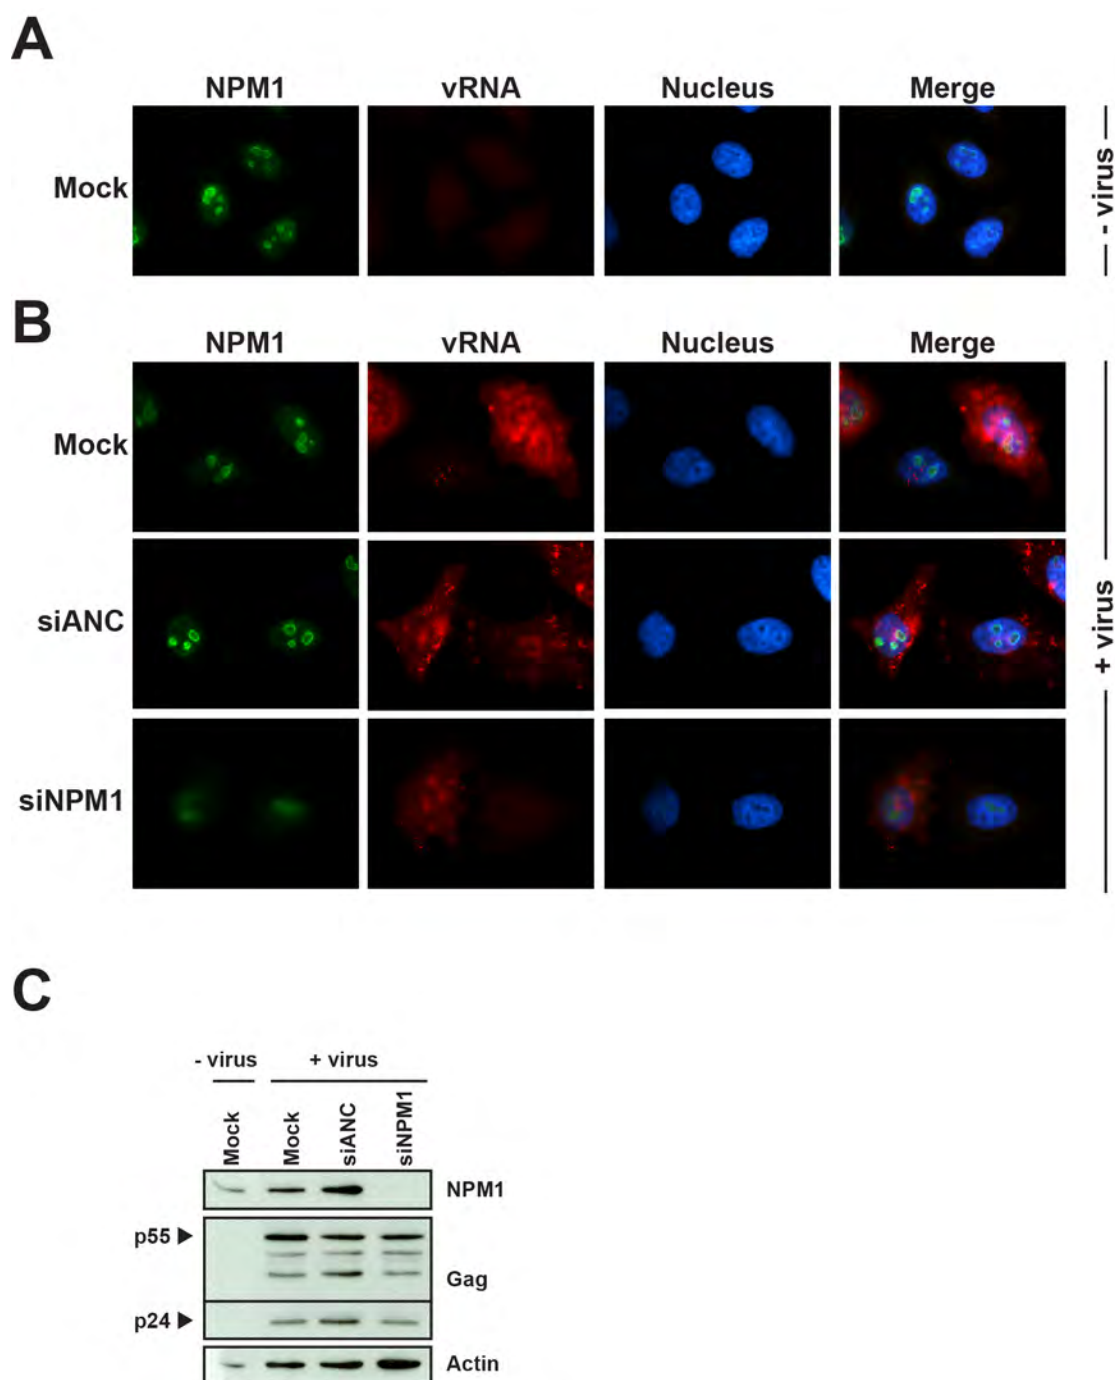 A
NPM1 vRNA Nucleus Merge
Mock
- virus
B
NPM1 vRNA Nucleus Merge
Mock
siANC
siNPM1
+ virus
C
- virus + virus
Mock Mock siANC siNPM1
NPM1
p55
Gag
p24
Actin